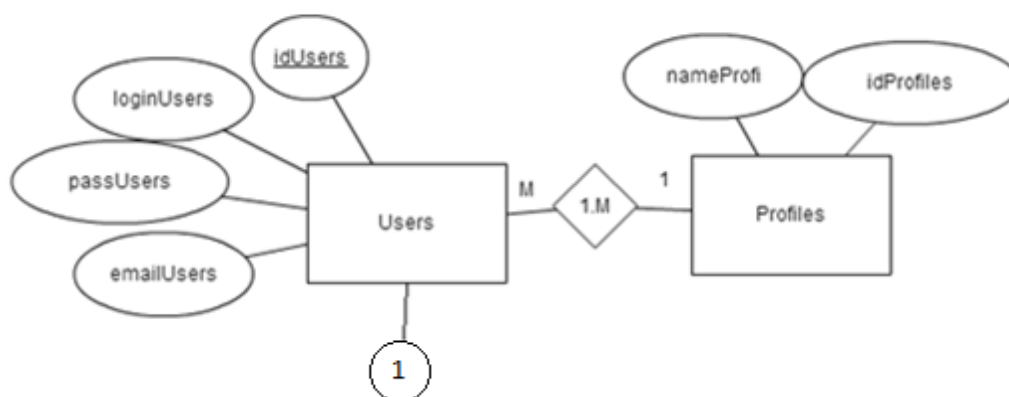 idUsers
nameProfi
idProfiles
loginUsers
passUsers
M
1
1.M
Users
Profiles
emailUsers
1